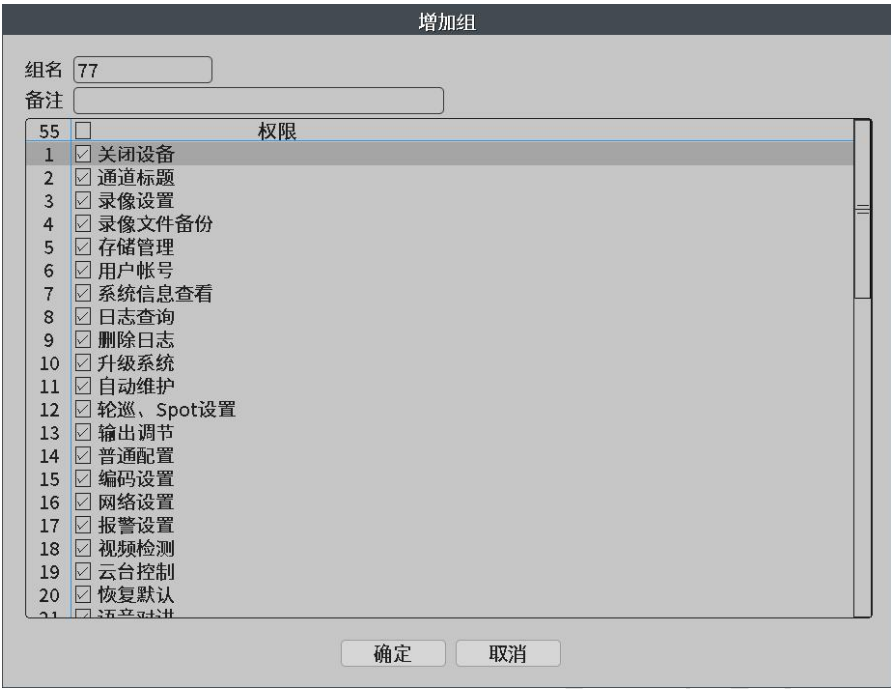 增加组
组名 77
备注
55 权限
1 关闭设备
2 通道标题
3 录像设置
4 录像文件备份
5 存储管理
6 用户帐号
7 系统信息查看
8 日志查询
9 删除日志
10 升级系统
11 自动维护
12 轮巡、Spot设置
13 输出调节
14 普通配置
15 编码设置
16 网络设置
17 报警设置
18 视频检测
19 云台控制
20 恢复默认
21 语音对讲
确定 取消